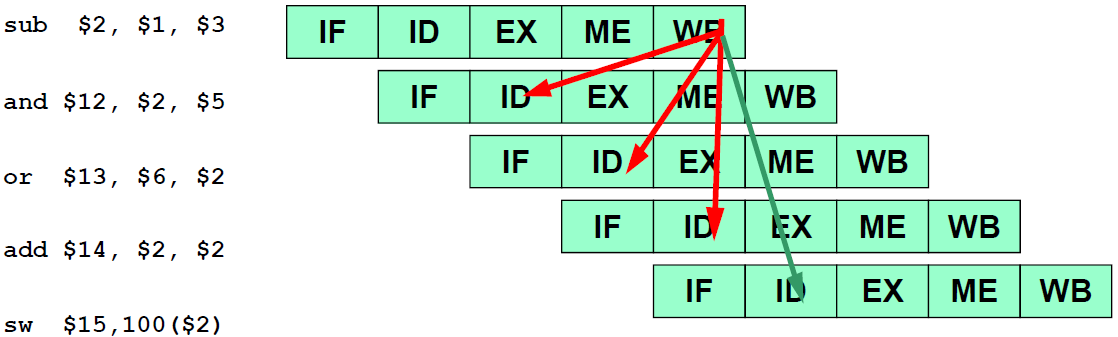 sub $2, $1, $3 IF ID EX ME WB
and $12, $2, $5 IF ID EX ME WB
or $13, $6, $2 IF ID EX ME WB
add $14, $2, $2 IF ID EX ME WB
sw $15,100($2) IF ID EX ME WB